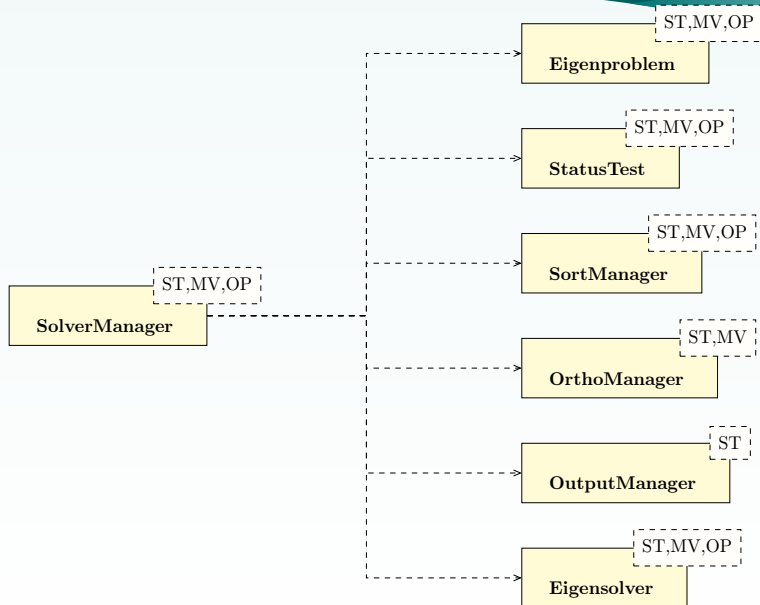 ST,MV,OP
Eigenproblem
ST,MV,OP
StatusTest
ST,MV,OP
SortManager
ST,MV,OP
SolverManager
ST,MV
OrthoManager
ST
OutputManager
ST,MV,OP
Eigensolver